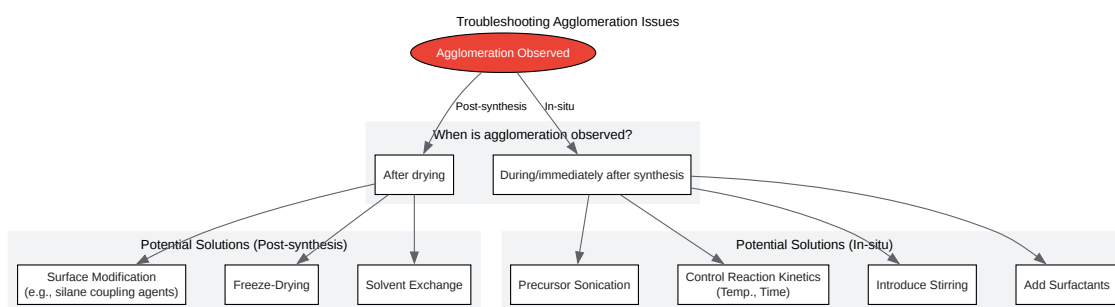 Troubleshooting Agglomeration Issues
Agglomeration Observed
Post-synthesis
In-situ
When is agglomeration observed?
After drying
During/immediately after synthesis
Potential Solutions (Post-synthesis)
Potential Solutions (In-situ)
Surface Modification
(e.g., silane coupling agents)
Freeze-Drying
Solvent Exchange
Precursor Sonication
Control Reaction Kinetics
(Temp., Time)
Introduce Stirring
Add Surfactants